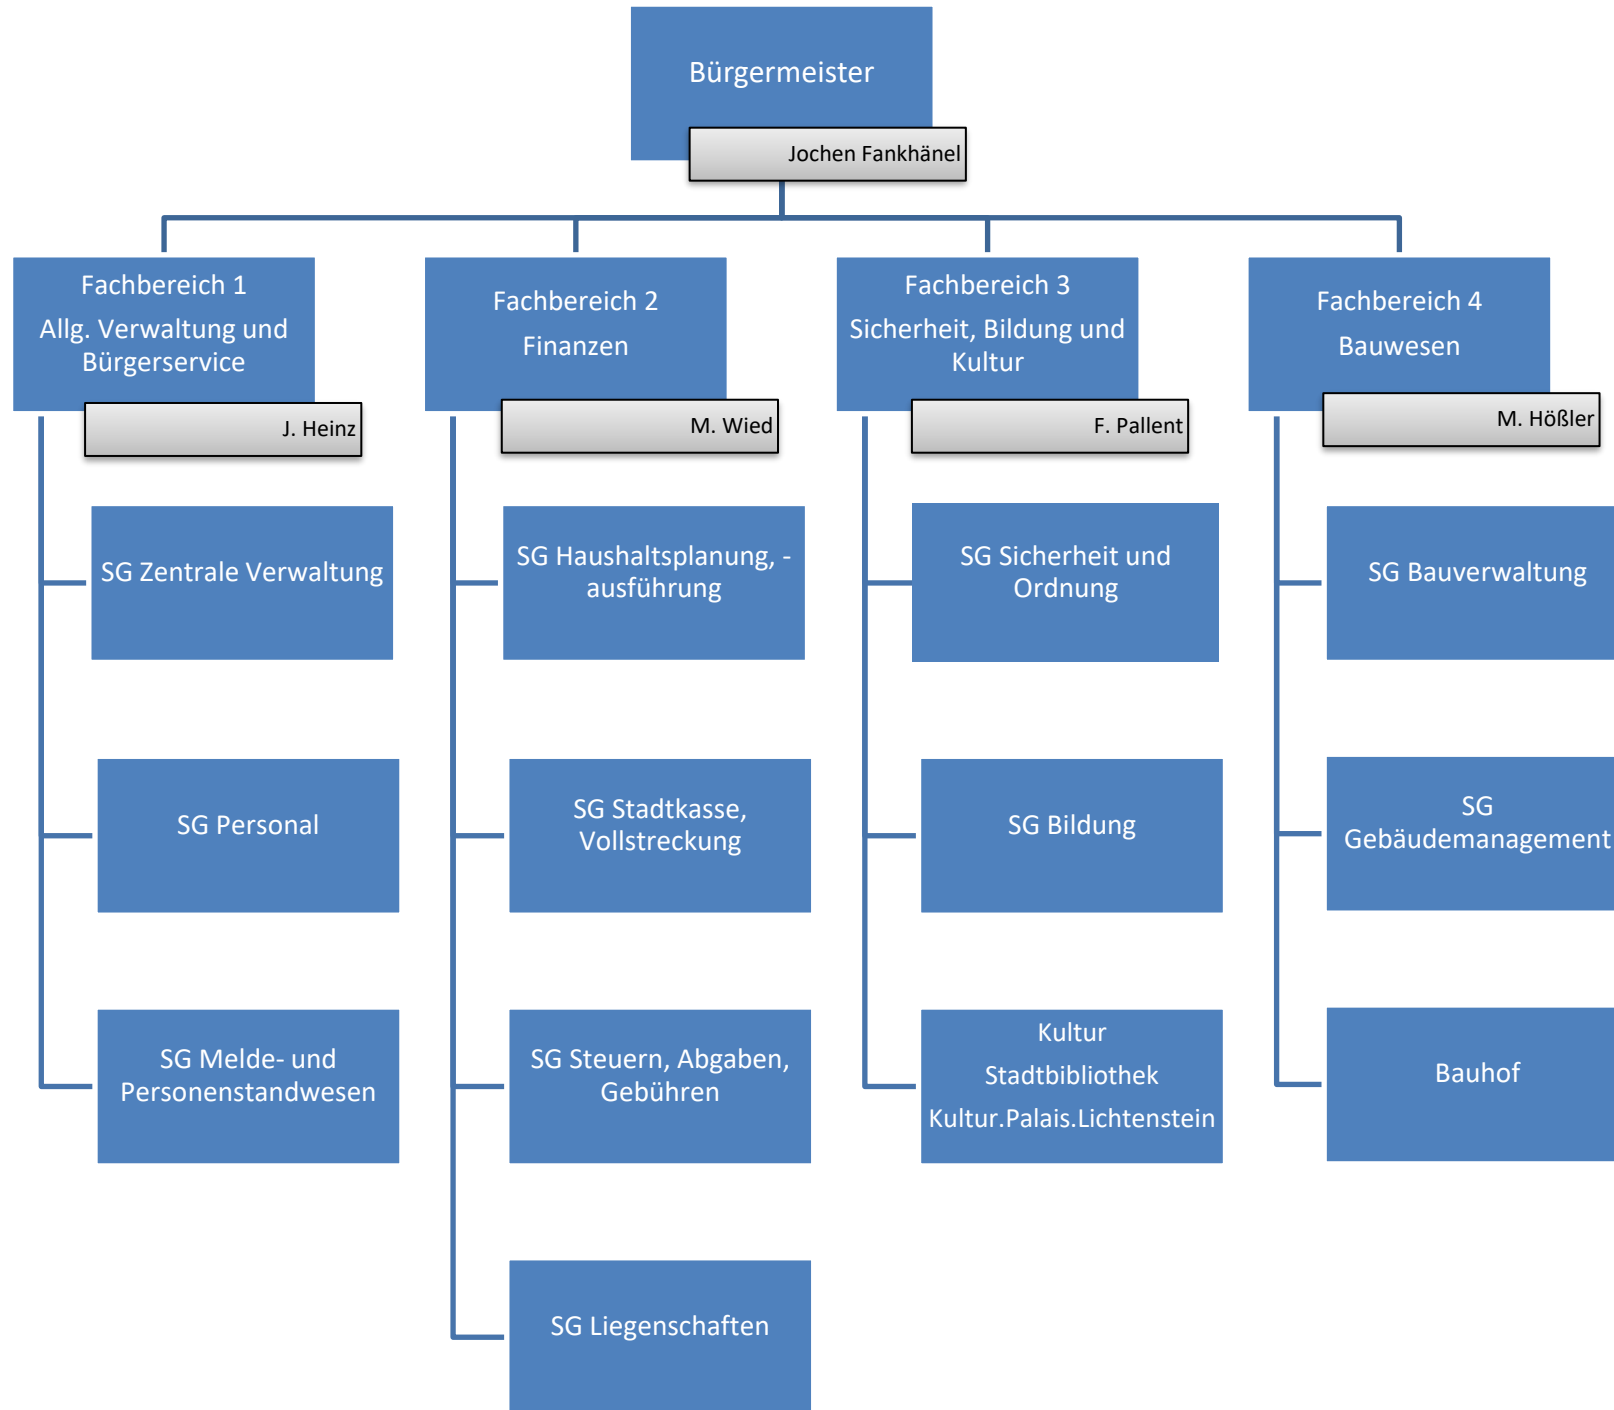 Bürgermeister
Jochen Fankhänel
Fachbereich 1
Allg. Verwaltung und
Bürgerservice
J. Heinz
Fachbereich 2
Finanzen
M. Wied
Fachbereich 3
Sicherheit, Bildung und
Kultur
F. Pallent
Fachbereich 4
Bauwesen
M. Hößler
SG Zentrale Verwaltung
SG Personal
SG Melde- und
Personenstandwesen
SG Haushaltsplanung, -
ausführung
SG Stadtkasse,
Vollstreckung
SG Steuern, Abgaben,
Gebühren
SG Liegenschaften
SG Sicherheit und
Ordnung
SG Bildung
Kultur
Stadtbibliothek
Kultur.Palais.Lichtenstein
SG Bauverwaltung
SG
Gebäudemanagement
Bauhof